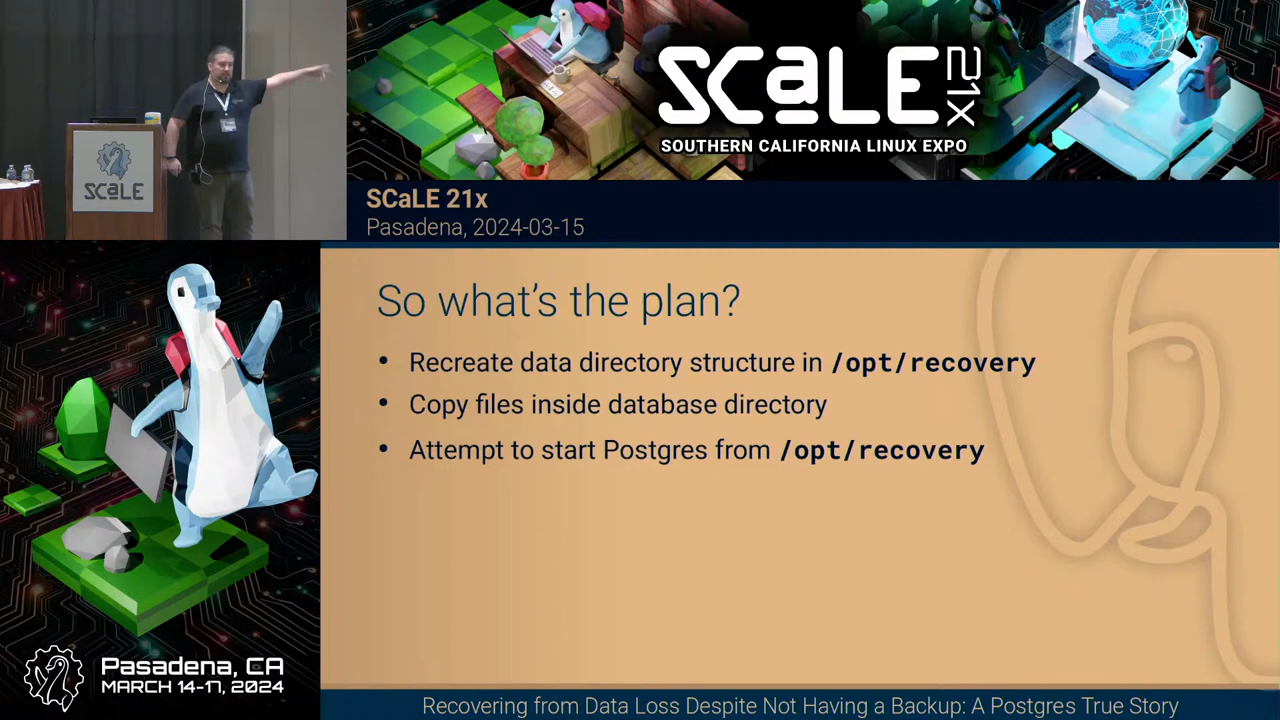 SCaLE
SCaLE 21x
SOUTHERN CALIFORNIA LINUX EXPO
SCaLE 21x
Pasadena, 2024-03-15
So what's the plan?
• Recreate data directory structure in /opt/recovery
• Copy files inside database directory
• Attempt to start Postgres from /opt/recovery
Pasadena, CA
MARCH 14-17, 2024
Recovering from Data Loss Despite Not Having a Backup: A Postgres True Story